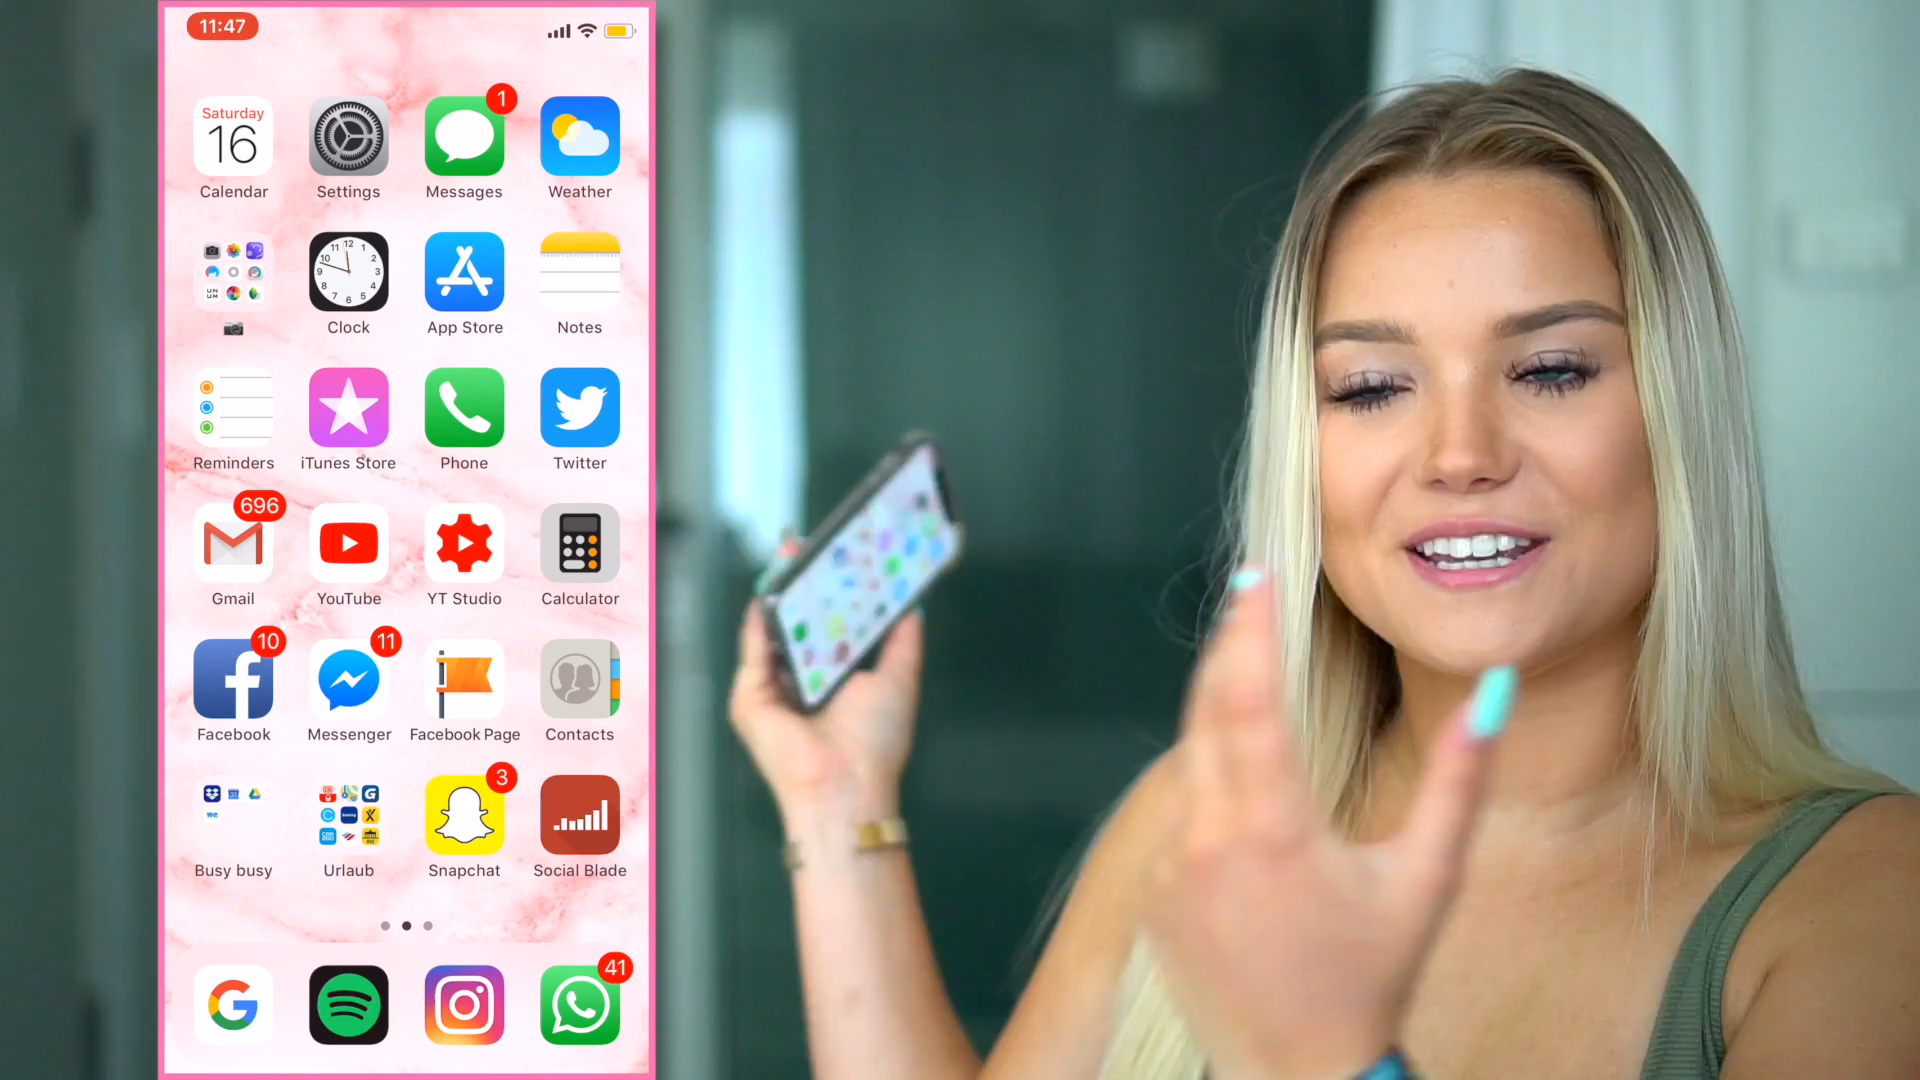 11:47
1
Saturday
16
Calendar
Settings
Messages
Weather
Clock
App Store
Notes
Reminders
iTunes Store
Phone
Twitter
696
Gmail
YouTube
YT Studio
Calculator
10
11
Facebook
Messenger
Facebook Page
Contacts
3
Busy busy
Urlaub
Snapchat
Social Blade
41